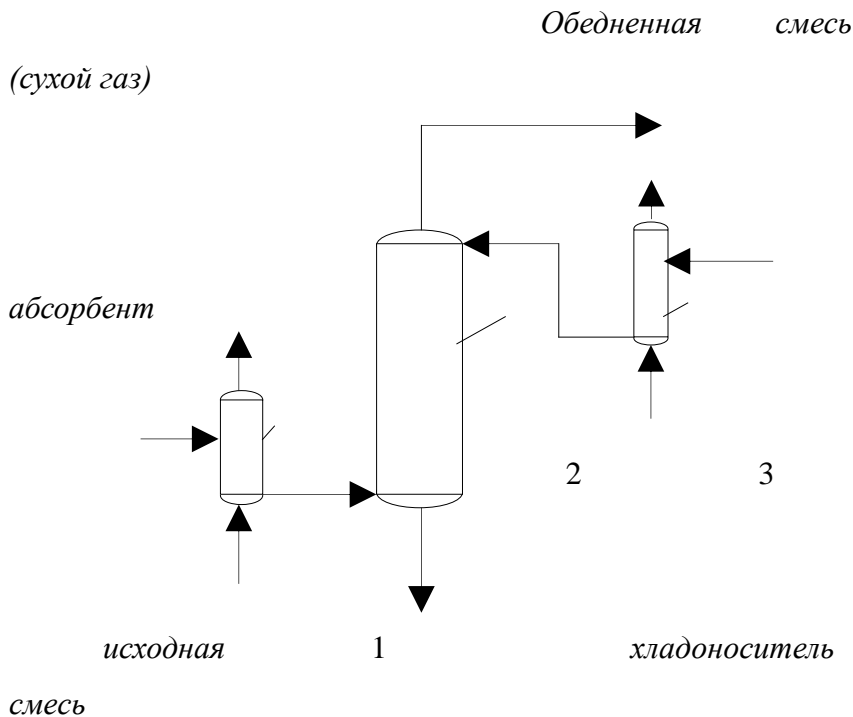 Обедненная смесь
(сухой газ)
абсорбент
2 3
исходная 1 хладоноситель
смесь